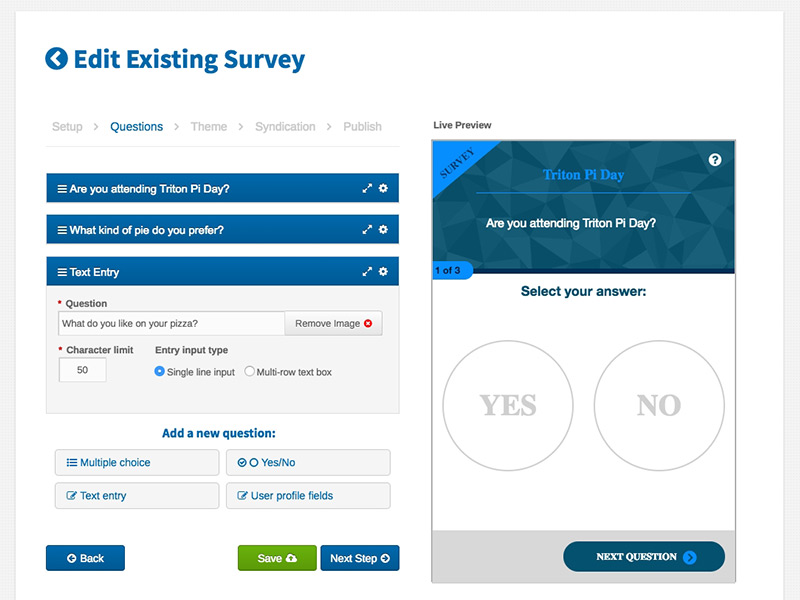 Edit Existing Survey
Setup > Questions > Theme > Syndication > Publish
Are you attending Triton Pi Day?
What kind of pie do you prefer?
Text Entry
* Question
What do you like on your pizza? Remove Image
* Character limit Entry input type
50 Single line input Multi-row text box
Add a new question:
Multiple choice Yes/No
Text entry User profile fields
Back Save Next Step
Live Preview
SURVEY
?
Triton Pi Day
Are you attending Triton Pi Day?
1 of 3
Select your answer:
YES NO
NEXT QUESTION